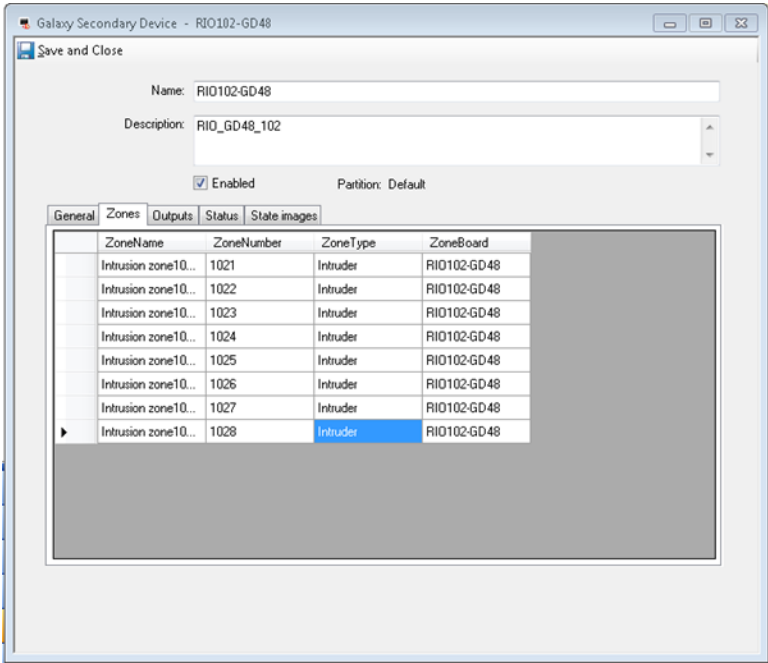 Galaxy Secondary Device - RIO102-GD48
Save and Close
Name: RIO102-GD48
Description: RIO_GD48_102
Enabled Partition: Default
General Zones Outputs Status State images
ZoneName ZoneNumber ZoneType ZoneBoard
Intrusion zone10... 1021 Intruder RIO102-GD48
Intrusion zone10... 1022 Intruder RIO102-GD48
Intrusion zone10... 1023 Intruder RIO102-GD48
Intrusion zone10... 1024 Intruder RIO102-GD48
Intrusion zone10... 1025 Intruder RIO102-GD48
Intrusion zone10... 1026 Intruder RIO102-GD48
Intrusion zone10... 1027 Intruder RIO102-GD48
Intrusion zone10... 1028 Intruder RIO102-GD48